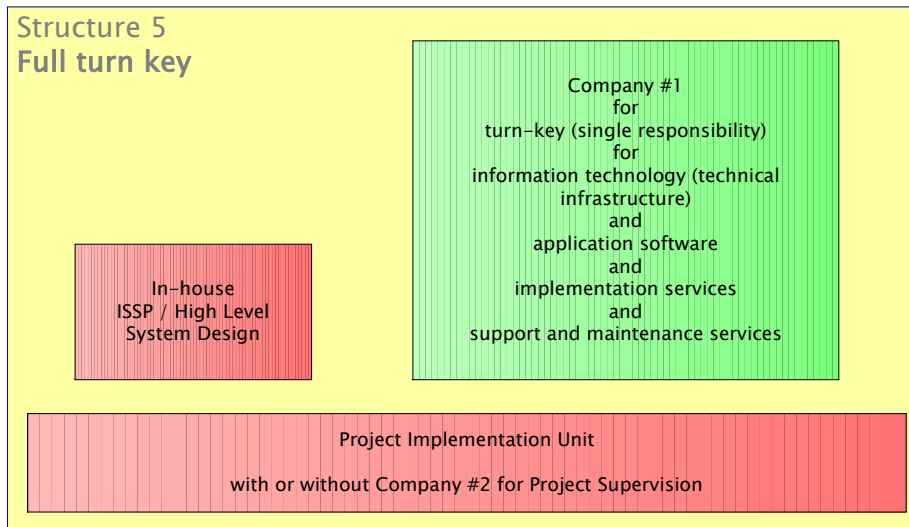 Structure 5
Full turn key
Company #1
for
turn-key (single responsibility)
for
information technology (technical
infrastructure)
and
application software
and
implementation services
and
support and maintenance services
In-house
ISSP / High Level
System Design
Project Implementation Unit
with or without Company #2 for Project Supervision